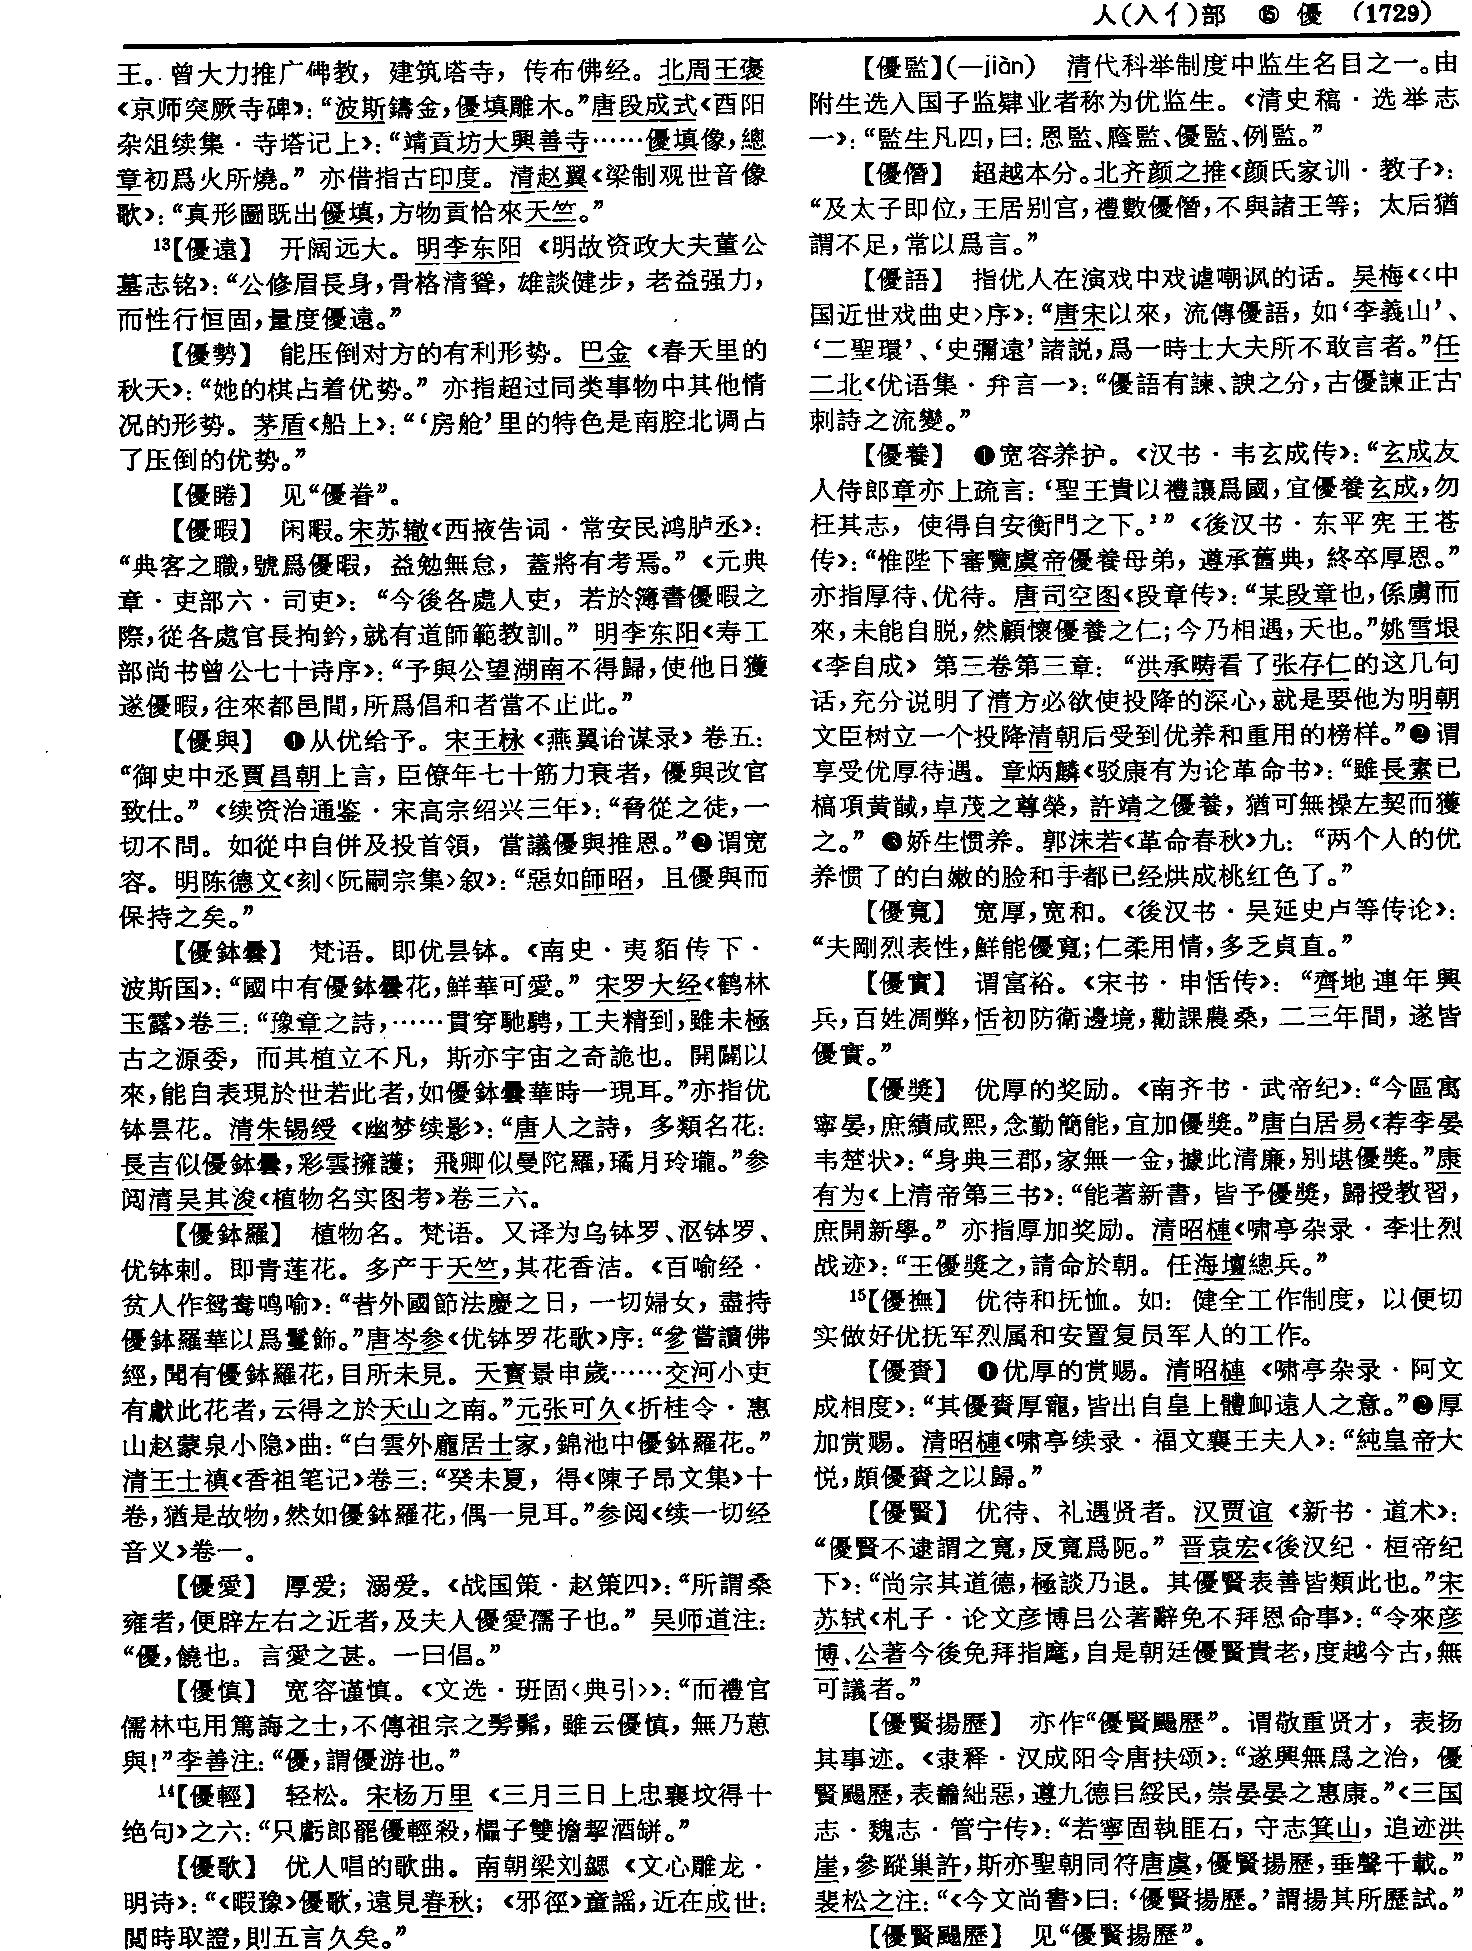 人(入亻)部 ⑮ 優 (1729)
王。曾大力推广佛教，建筑塔寺，传布佛经。北周王褒
《京师突厥寺碑》：“波斯鑄金，優填雕木。”唐段成式《酉阳
杂俎续集·寺塔记上》：“靖貢坊大興善寺……優填像，總
章初爲火所燒。”亦借指古印度。清赵翼《梁制观世音像
歌》：“真形圖既出優填，方物貢恰來天竺。”
13【優遠】 开阔远大。明李东阳《明故资政大夫董公
墓志铭》：“公修眉長身，骨格清聳，雄談健步，老益强力，
而性行恒固，量度優遠。”
【優勢】 能压倒对方的有利形势。巴金《春天里的
秋天》：“她的棋占着优势。”亦指超过同类事物中其他情
况的形势。茅盾《船上》：“‘房舱’里的特色是南腔北调占
了压倒的优势。”
【優睠】 见“優眷”。
【優暇】 闲暇。宋苏辙《西掖告词·常安民鸿胪丞》：
“典客之職，號爲優暇，益勉無怠，蓋將有考焉。”《元典
章·吏部六·司吏》：“今後各處人吏，若於簿書優暇之
際，從各處官長拘鈐，就有道師範教訓。”明李东阳《寿工
部尚书曾公七十诗序》：“予與公望湖南不得歸，使他日獲
遂優暇，往來都邑間，所爲倡和者當不止此。”
【優與】 ❶从优给予。宋王栐《燕翼诒谋录》卷五：
“御史中丞賈昌朝上言，臣僚年七十筋力衰者，優與改官
致仕。”《续资治通鉴·宋高宗绍兴三年》：“脅從之徒，一
切不問。如從中自併及投首領，當議優與推恩。”❷谓宽
容。明陈德文《刻〈阮嗣宗集〉叙》：“惡如師昭，且優與而
保持之矣。”
【優鉢曇】 梵语。即优昙钵。《南史·夷貊传下·
波斯国》：“國中有優鉢曇花，鮮華可愛。”宋罗大经《鹤林
玉露》卷三：“豫章之詩，……貫穿馳騁，工夫精到，雖未極
古之源委，而其植立不凡，斯亦宇宙之奇詭也。開闢以
來，能自表現於世若此者，如優鉢曇華時一現耳。”亦指优
钵昙花。清朱锡绶《幽梦续影》：“唐人之詩，多類名花：
長吉似優鉢曇，彩雲擁護；飛卿似曼陀羅，璚月玲瓏。”参
阅清吴其浚《植物名实图考》卷三六。
【優鉢羅】 植物名。梵语。又译为乌钵罗、沤钵罗、
优钵剌。即青莲花。多产于天竺，其花香洁。《百喻经·
贫人作鸳鸯鸣喻》：“昔外國節法慶之日，一切婦女，盡持
優鉢羅華以爲鬘飾。”唐岑参《优钵罗花歌》序：“参嘗讀佛
經，聞有優鉢羅花，目所未見。天寶景申歲……交河小吏
有獻此花者，云得之於天山之南。”元张可久《折桂令·惠
山赵蒙泉小隐》曲：“白雲外龐居士家，錦池中優鉢羅花。”
清王士禛《香祖笔记》卷三：“癸未夏，得《陳子昂文集》十
卷，猶是故物，然如優鉢羅花，偶一見耳。”参阅《续一切经
音义》卷一。
【優愛】 厚爱；溺爱。《战国策·赵策四》：“所謂桑
雍者，便辟左右之近者，及夫人優愛孺子也。”吴师道注：
“優，饒也。言愛之甚。一曰倡。”
【優慎】 宽容谨慎。《文选·班固〈典引〉》：“而禮官
儒林屯用篤誨之士，不傳祖宗之髣髴，雖云優慎，無乃葸
與！”李善注：“優，謂優游也。”
14【優輕】 轻松。宋杨万里《三月三日上忠襄坟得十
绝句》之六：“只虧郎罷優輕殺，櫑子雙擔挈酒缾。”
【優歌】 优人唱的歌曲。南朝梁刘勰《文心雕龙·
明诗》：“《暇豫》優歌，遠見春秋；《邪徑》童謡，近在成世：
閲時取證，則五言久矣。”
【優監】(—jiàn) 清代科举制度中监生名目之一。由
附生选入国子监肄业者称为优监生。《清史稿·选举志
一》：“監生凡四，曰：恩監、廕監、優監、例監。”
【優僭】 超越本分。北齐颜之推《颜氏家训·教子》：
“及太子即位，王居别宫，禮數優僭，不與諸王等；太后猶
謂不足，常以爲言。”
【優語】 指优人在演戏中戏谑嘲讽的话。吴梅《〈中
国近世戏曲史〉序》：“唐宋以來，流傳優語，如‘李義山’、
‘二聖環’、‘史彌遠’諸説，爲一時士大夫所不敢言者。”任
二北《优语集·弁言一》：“優語有諫、諛之分，古優諫正古
刺詩之流變。”
【優養】 ❶宽容养护。《汉书·韦玄成传》：“玄成友
人侍郎章亦上疏言：‘聖王貴以禮讓爲國，宜優養玄成，勿
枉其志，使得自安衡門之下。’”《後汉书·东平宪王苍
传》：“惟陛下審覽虞帝優養母弟，遵承舊典，終卒厚恩。”
亦指厚待、优待。唐司空图《段章传》：“某段章也，係虜而
來，未能自脱，然顧懷優養之仁；今乃相遇，天也。”姚雪垠
《李自成》第三卷第三章：“洪承畴看了张存仁的这几句
话，充分说明了清方必欲使投降的深心，就是要他为明朝
文臣树立一个投降清朝后受到优养和重用的榜样。”❷谓
享受优厚待遇。章炳麟《驳康有为论革命书》：“雖長素已
槁項黄馘，卓茂之尊榮，許靖之優養，猶可無操左契而獲
之。”❸娇生惯养。郭沫若《革命春秋》九：“两个人的优
养惯了的白嫩的脸和手都已经烘成桃红色了。”
【優寬】 宽厚，宽和。《後汉书·吴延史卢等传论》：
“夫剛烈表性，鮮能優寬；仁柔用情，多乏貞直。”
【優實】 谓富裕。《宋书·申恬传》：“齊地連年興
兵，百姓凋弊，恬初防衛邊境，勸課農桑，二三年間，遂皆
優實。”
【優獎】 优厚的奖励。《南齐书·武帝纪》：“今區寓
寧晏，庶績咸熙，念勤簡能，宜加優獎。”唐白居易《荐李晏
韦楚状》：“身典三郡，家無一金，據此清廉，别堪優獎。”康
有为《上清帝第三书》：“能著新書，皆予優獎，歸授教習，
庶開新學。”亦指厚加奖励。清昭槤《啸亭杂录·李壮烈
战迹》：“王優獎之，請命於朝。任海壇總兵。”
15【優撫】 优待和抚恤。如：健全工作制度，以便切
实做好优抚军烈属和安置复员军人的工作。
【優賚】 ❶优厚的赏赐。清昭槤《啸亭杂录·阿文
成相度》：“其優賚厚寵，皆出自皇上體卹遠人之意。”❷厚
加赏赐。清昭槤《啸亭续录·福文襄王夫人》：“純皇帝大
悦，頗優賚之以歸。”
【優賢】 优待、礼遇贤者。汉贾谊《新书·道术》：
“優賢不逮謂之寬，反寬爲阨。”晋袁宏《後汉纪·桓帝纪
下》：“尚宗其道德，極談乃退。其優賢表善皆類此也。”宋
苏轼《札子·论文彦博吕公著辭免不拜恩命事》：“令來彦
博、公著今後免拜指麾，自是朝廷優賢貴老，度越今古，無
可議者。”
【優賢揚歷】 亦作“優賢颺歷”。谓敬重贤才，表扬
其事迹。《隶释·汉成阳令唐扶颂》：“遂興無爲之治，優
賢颺歷，表譱絀惡，遵九德㠯綏民，崇晏晏之惠康。”《三国
志·魏志·管宁传》：“若寧固執匪石，守志箕山，追迹洪
崖，參蹤巢許，斯亦聖朝同符唐虞，優賢揚歷，垂聲千載。”
裴松之注：“《今文尚書》曰：‘優賢揚歷。’謂揚其所歷試。”
【優賢颺歷】 见“優賢揚歷”。